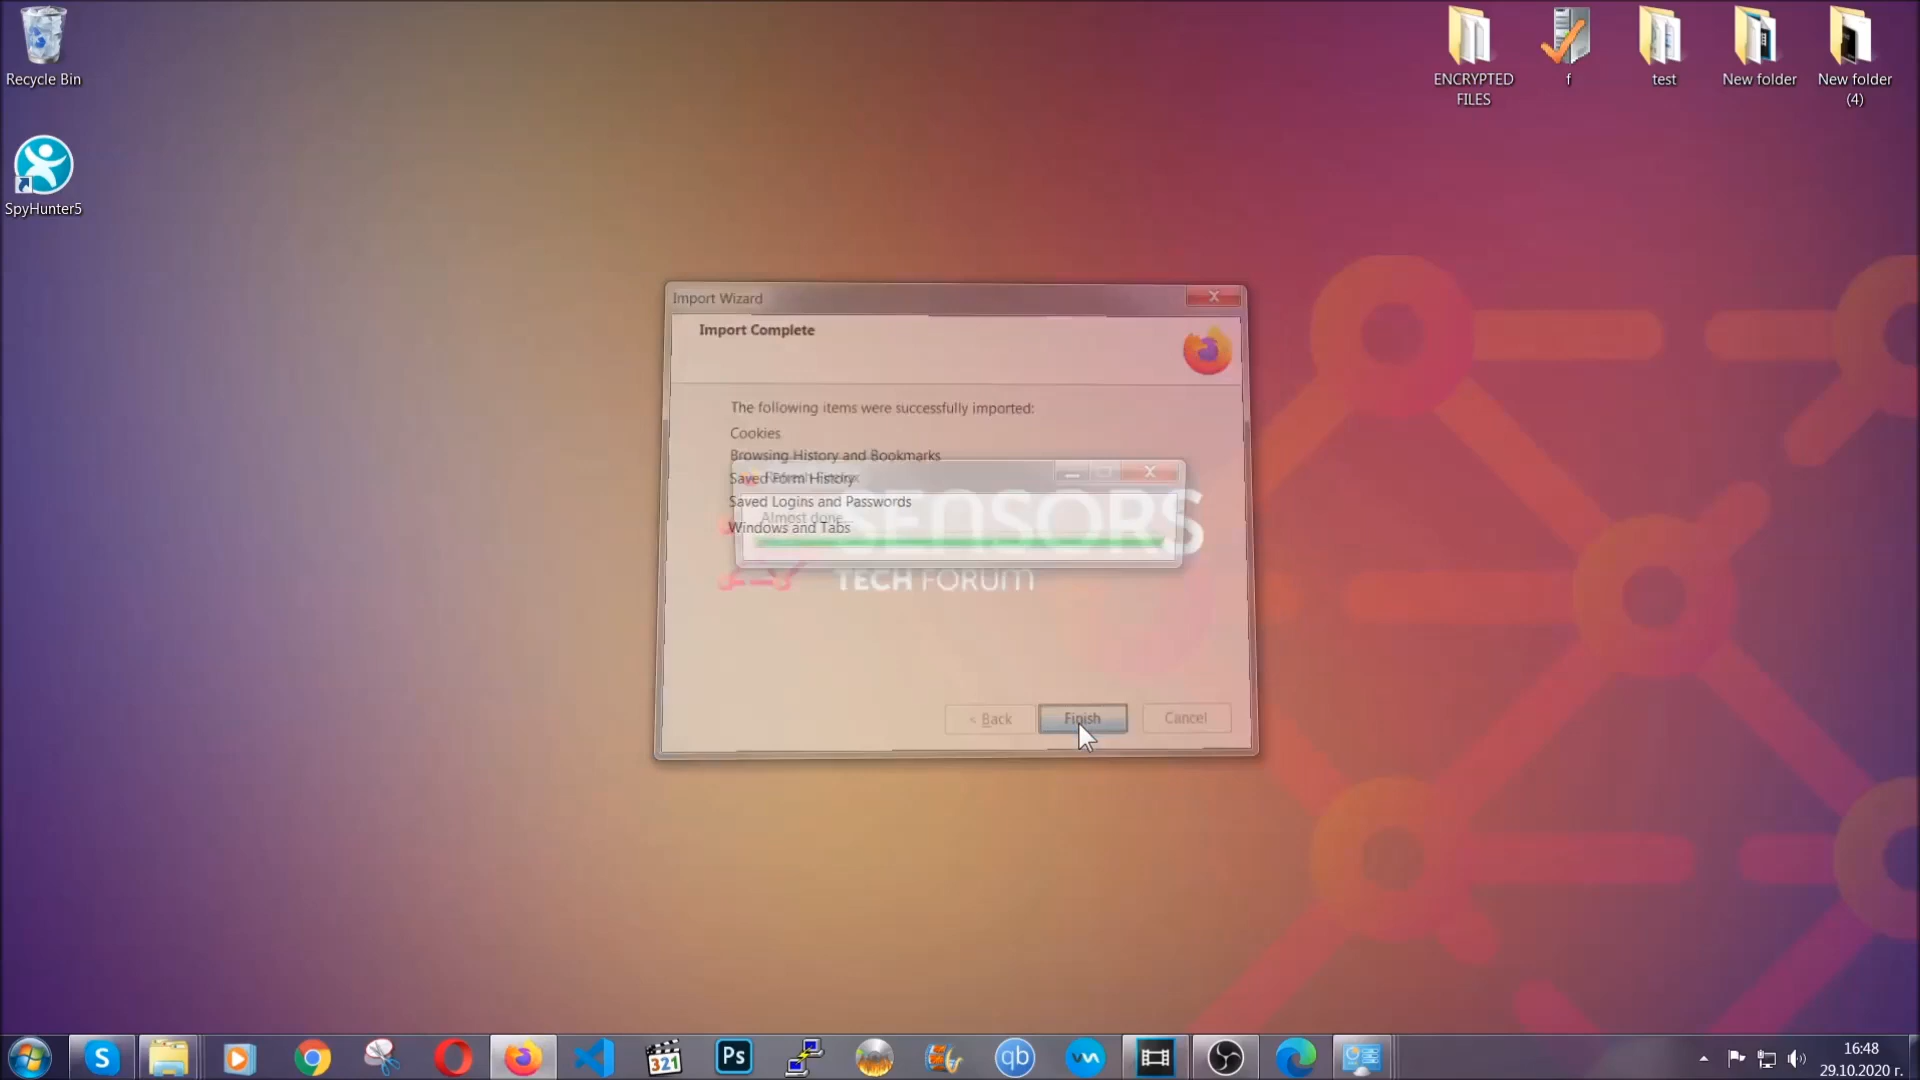 Recycle Bin
SpyHunter5
ENCRYPTED
FILES
f
test
New folder
New folder
(4)
Import Wizard
Import Complete
The following items were successfully imported:
Cookies
Browsing History and Bookmarks
Saved Form History
Saved Logins and Passwords
Almost done...
Windows and Tabs
SENSORS
TECH FORUM
< Back
Finish
Cancel
S
321
Ps
qb
16:48
29.10.2020 г.